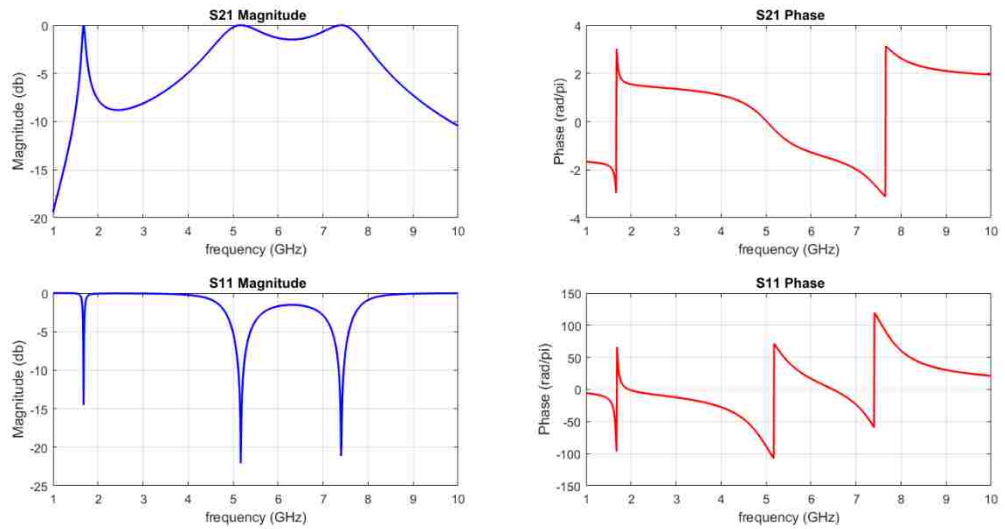 S21 Magnitude
0
-5
-10
-15
-20
Magnitude (db)
1 2 3 4 5 6 7 8 9 10
frequency (GHz)
S21 Phase
4
2
0
-2
-4
Phase (rad/pi)
1 2 3 4 5 6 7 8 9 10
frequency (GHz)
S11 Magnitude
0
-5
-10
-15
-20
-25
Magnitude (db)
1 2 3 4 5 6 7 8 9 10
frequency (GHz)
S11 Phase
150
100
50
0
-50
-100
-150
Phase (rad/pi)
1 2 3 4 5 6 7 8 9 10
frequency (GHz)